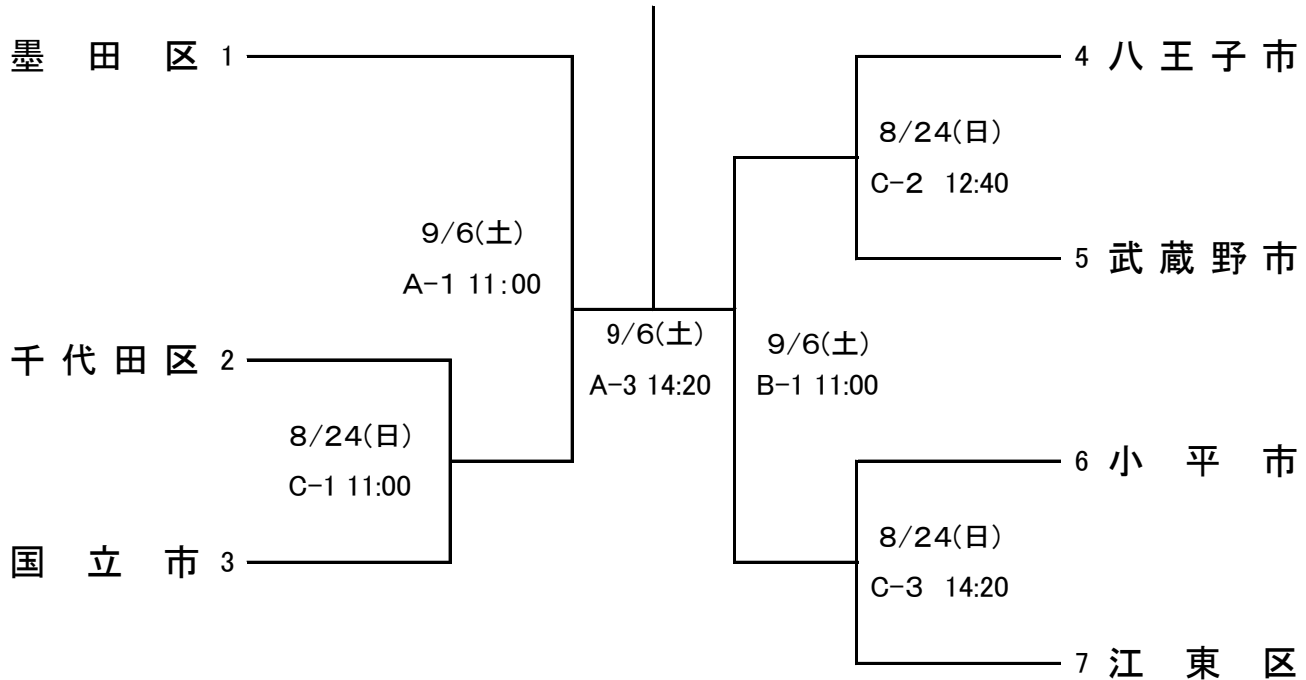 墨田区 1
9/6(土)
A-1 11:00
千代田区 2
8/24(日)
C-1 11:00
国立市 3
9/6(土)
A-3 14:20
4 八王子市
8/24(日)
C-2 12:40
5 武蔵野市
9/6(土)
B-1 11:00
6 小平市
8/24(日)
C-3 14:20
7 江東区